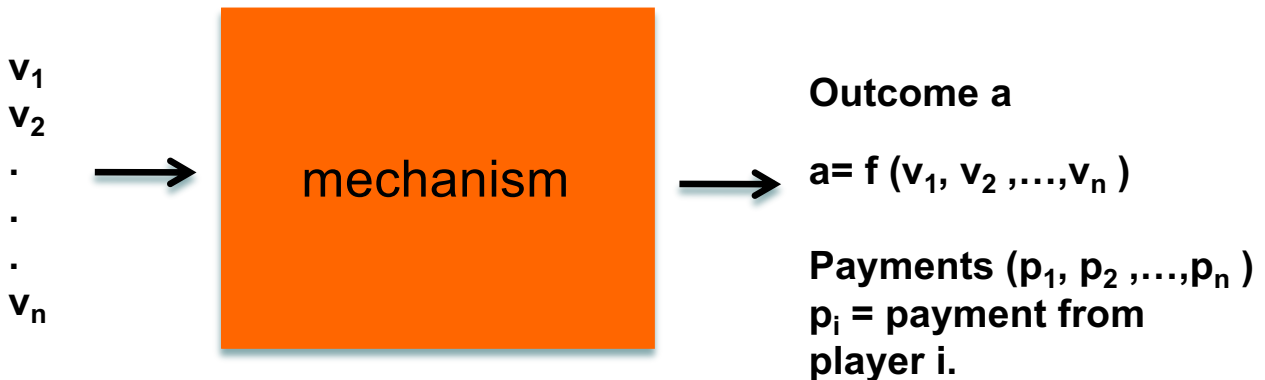 v₁
v₂
.
.
.
vₙ
mechanism
Outcome a
a= f (v₁, v₂ ,...,vₙ )
Payments (p₁, p₂ ,...,pₙ )
pᵢ = payment from
player i.